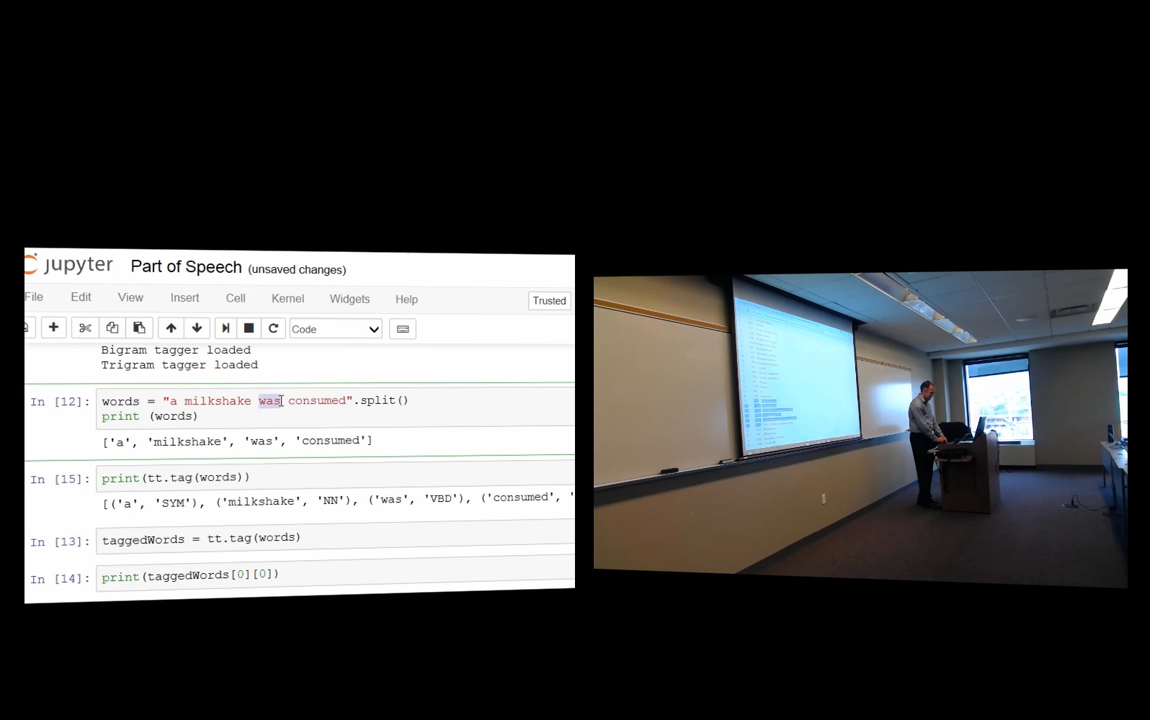 jupyter Part of Speech (unsaved changes)
File Edit View Insert Cell Kernel Widgets Help Trusted
Code
Bigram tagger loaded
Trigram tagger loaded
In [12]: words = "a milkshake was consumed".split()
print (words)
['a', 'milkshake', 'was', 'consumed']
In [15]: print(tt.tag(words))
[('a', 'SYM'), ('milkshake', 'NN'), ('was', 'VBD'), ('consumed', '
In [13]: taggedWords = tt.tag(words)
In [14]: print(taggedWords[0][0])